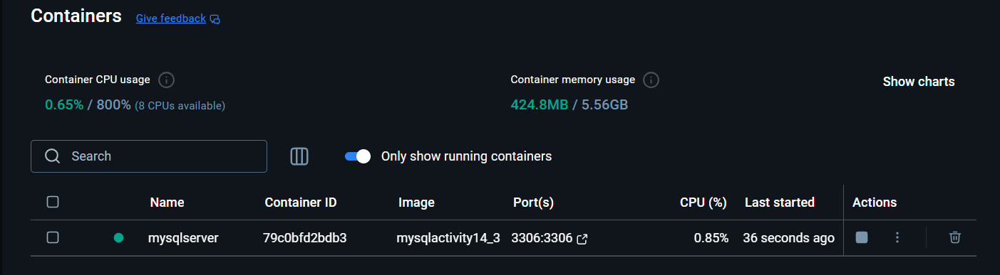 Containers Give feedback
Container CPU usage Container memory usage Show charts
0.65% / 800% (8 CPUs available) 424.8MB / 5.56GB
Search Only show running containers
Name Container ID Image Port(s) CPU (%) Last started Actions
mysqlserver 79c0bfd2bdb3 mysqlactivity14_3 3306:3306 0.85% 36 seconds ago